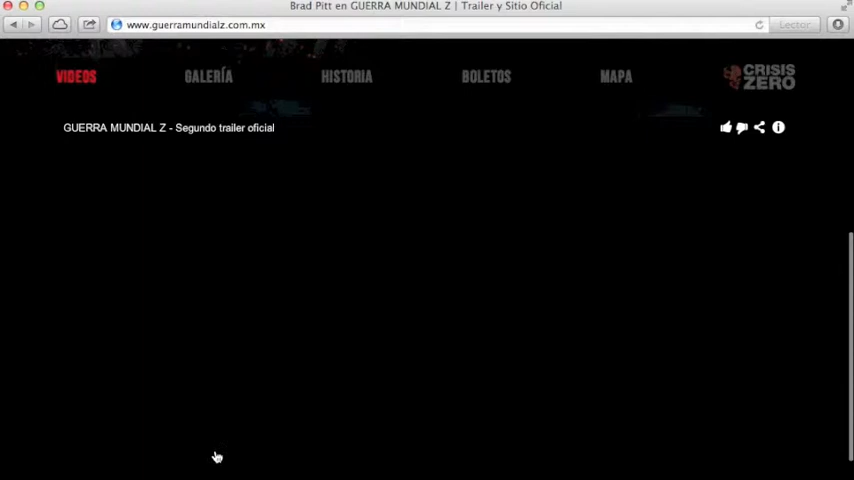 Brad Pitt en GUERRA MUNDIAL Z | Trailer y Sitio Oficial
www.guerramundialz.com.mx
Lector
VIDEOS GALERÍA HISTORIA BOLETOS MAPA CRISIS ZERO
GUERRA MUNDIAL Z - Segundo trailer oficial